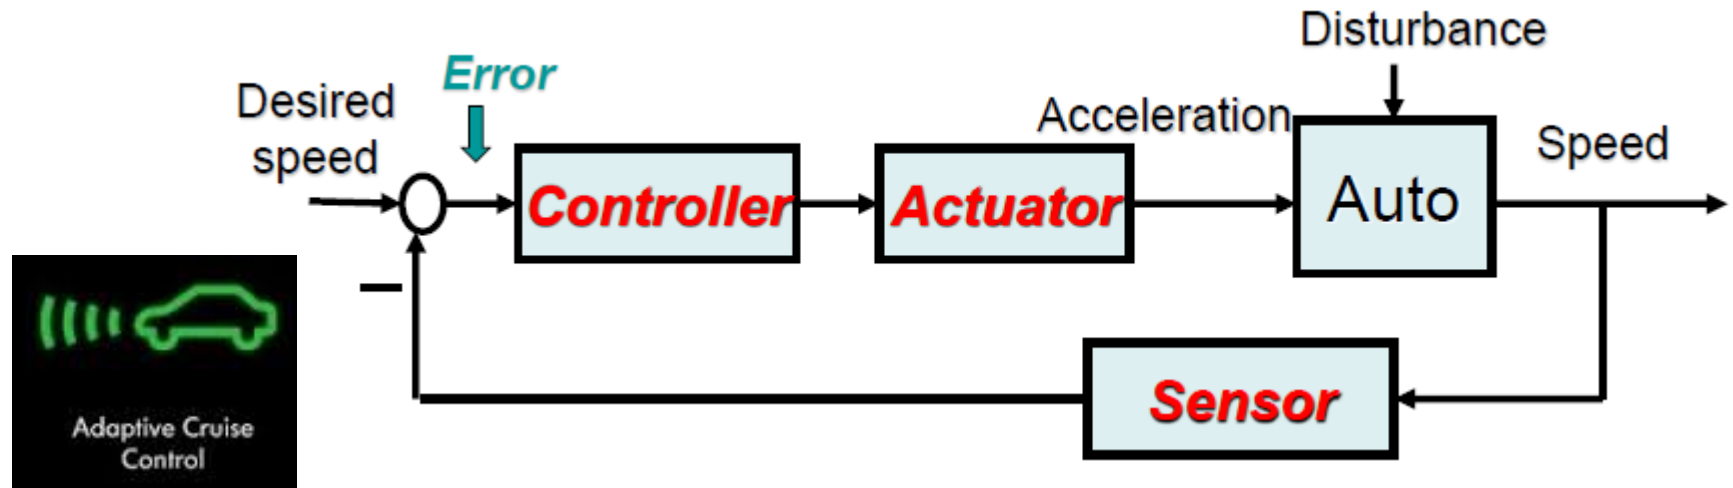 Disturbance
Error
Desired
speed
Acceleration
Speed
Controller
Actuator
Auto
–
Sensor
Adaptive Cruise
Control